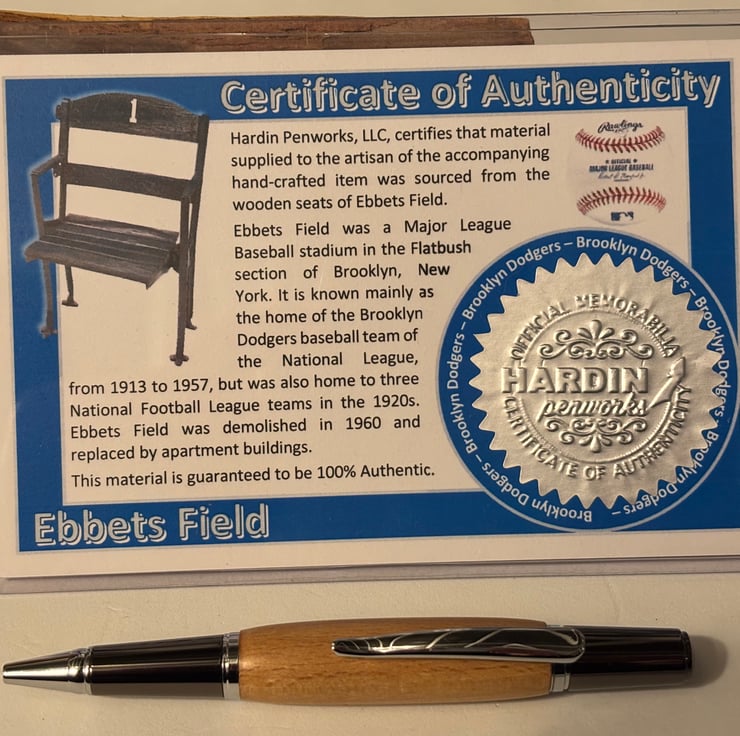 Certificate of Authenticity
1
Hardin Penworks, LLC, certifies that material
supplied to the artisan of the accompanying
hand-crafted item was sourced from the
wooden seats of Ebbets Field.
Ebbets Field was a Major League
Baseball stadium in the Flatbush
section of Brooklyn, New
York. It is known mainly as
the home of the Brooklyn
Dodgers baseball team of
the National League,
from 1913 to 1957, but was also home to three
National Football League teams in the 1920s.
Ebbets Field was demolished in 1960 and
replaced by apartment buildings.
This material is guaranteed to be 100% Authentic.
Ebbets Field
Rawlings
OFFICIAL
MAJOR LEAGUE BASEBALL
Brooklyn Dodgers – Brooklyn Dodgers – Brooklyn Dodgers – Brooklyn Dodgers – Brooklyn Dodgers – Brooklyn Dodgers –
OFFICIAL MEMORABILIA
HARDIN
penworks
CERTIFICATE OF AUTHENTICITY